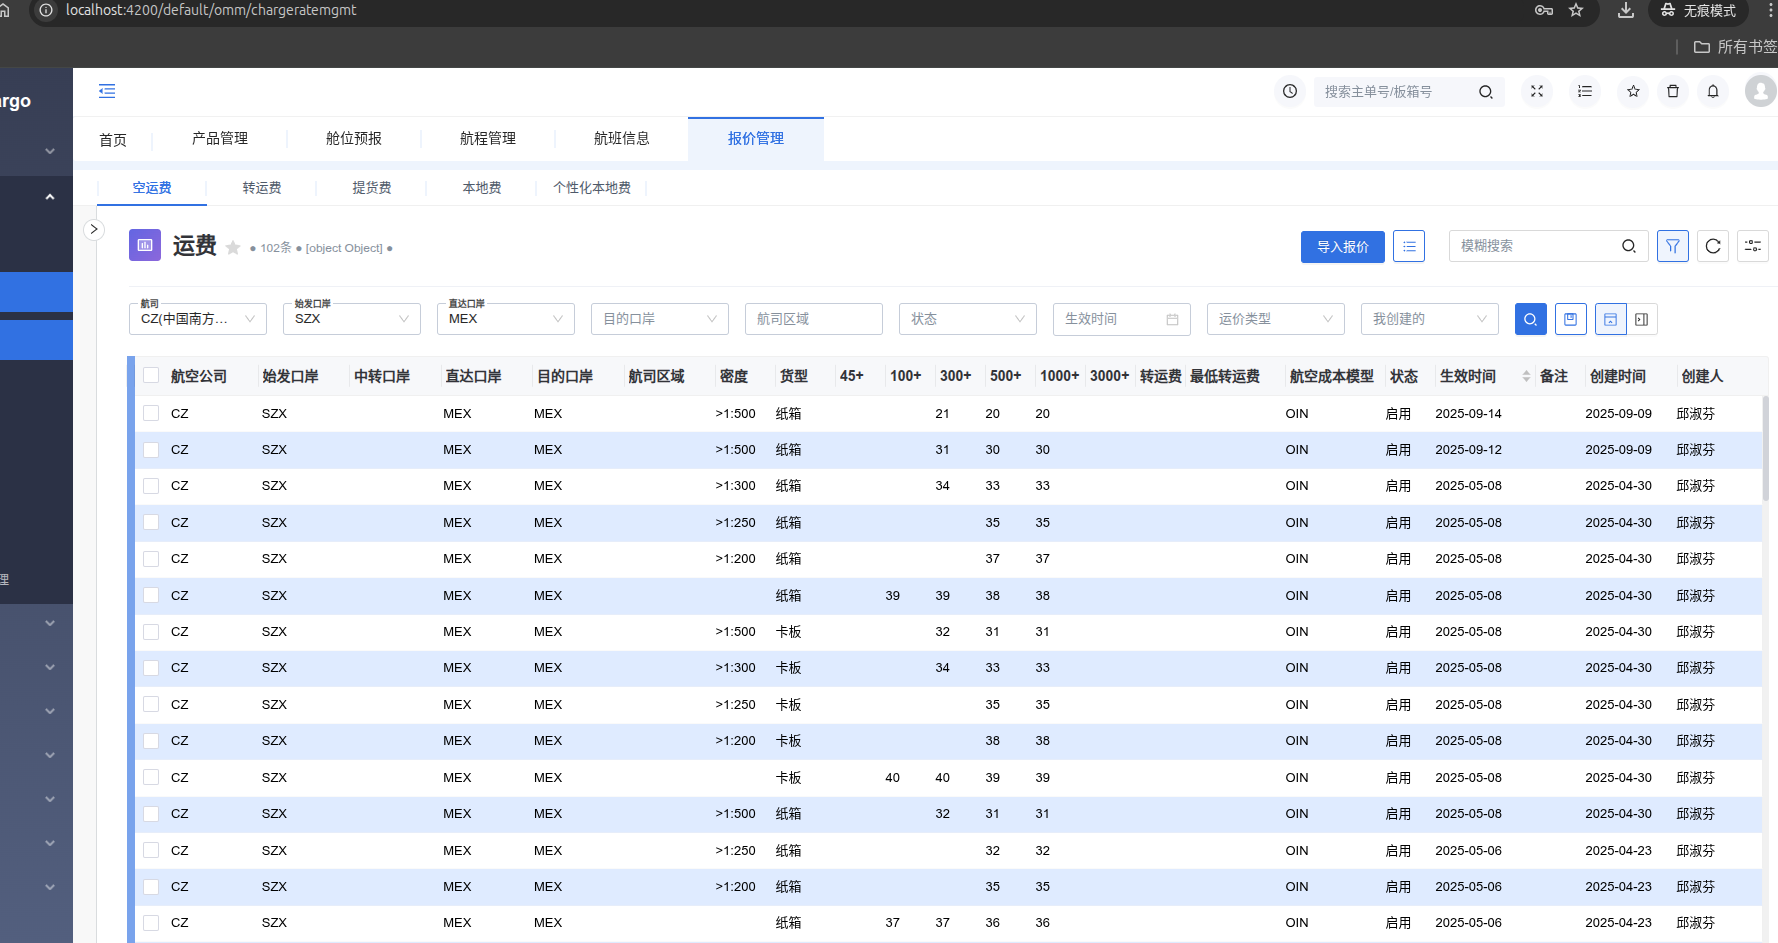 localhost:4200/default/omm/chargeratemgmt
无痕模式
所有书签
argo
搜索主单号/板箱号
首页 产品管理 舱位预报 航程管理 航班信息 报价管理
空运费 转运费 提货费 本地费 个性化本地费
运费 ● 102条 ● [object Object] ●
导入报价 模糊搜索
航司 始发口岸 直达口岸
CZ(中国南方... SZX MEX 目的口岸 航司区域 状态 生效时间 运价类型 我创建的
航空公司 始发口岸 中转口岸 直达口岸 目的口岸 航司区域 密度 货型 45+ 100+ 300+ 500+ 1000+ 3000+ 转运费 最低转运费 航空成本模型 状态 生效时间 备注 创建时间 创建人
CZ SZX MEX MEX >1:500 纸箱 21 20 20 OIN 启用 2025-09-14 2025-09-09 邱淑芬
CZ SZX MEX MEX >1:500 纸箱 31 30 30 OIN 启用 2025-09-12 2025-09-09 邱淑芬
CZ SZX MEX MEX >1:300 纸箱 34 33 33 OIN 启用 2025-05-08 2025-04-30 邱淑芬
CZ SZX MEX MEX >1:250 纸箱 35 35 OIN 启用 2025-05-08 2025-04-30 邱淑芬
CZ SZX MEX MEX >1:200 纸箱 37 37 OIN 启用 2025-05-08 2025-04-30 邱淑芬
理
CZ SZX MEX MEX 纸箱 39 39 38 38 OIN 启用 2025-05-08 2025-04-30 邱淑芬
CZ SZX MEX MEX >1:500 卡板 32 31 31 OIN 启用 2025-05-08 2025-04-30 邱淑芬
CZ SZX MEX MEX >1:300 卡板 34 33 33 OIN 启用 2025-05-08 2025-04-30 邱淑芬
CZ SZX MEX MEX >1:250 卡板 35 35 OIN 启用 2025-05-08 2025-04-30 邱淑芬
CZ SZX MEX MEX >1:200 卡板 38 38 OIN 启用 2025-05-08 2025-04-30 邱淑芬
CZ SZX MEX MEX 卡板 40 40 39 39 OIN 启用 2025-05-08 2025-04-30 邱淑芬
CZ SZX MEX MEX >1:500 纸箱 32 31 31 OIN 启用 2025-05-08 2025-04-30 邱淑芬
CZ SZX MEX MEX >1:250 纸箱 32 32 OIN 启用 2025-05-06 2025-04-23 邱淑芬
CZ SZX MEX MEX >1:200 纸箱 35 35 OIN 启用 2025-05-06 2025-04-23 邱淑芬
CZ SZX MEX MEX 纸箱 37 37 36 36 OIN 启用 2025-05-06 2025-04-23 邱淑芬